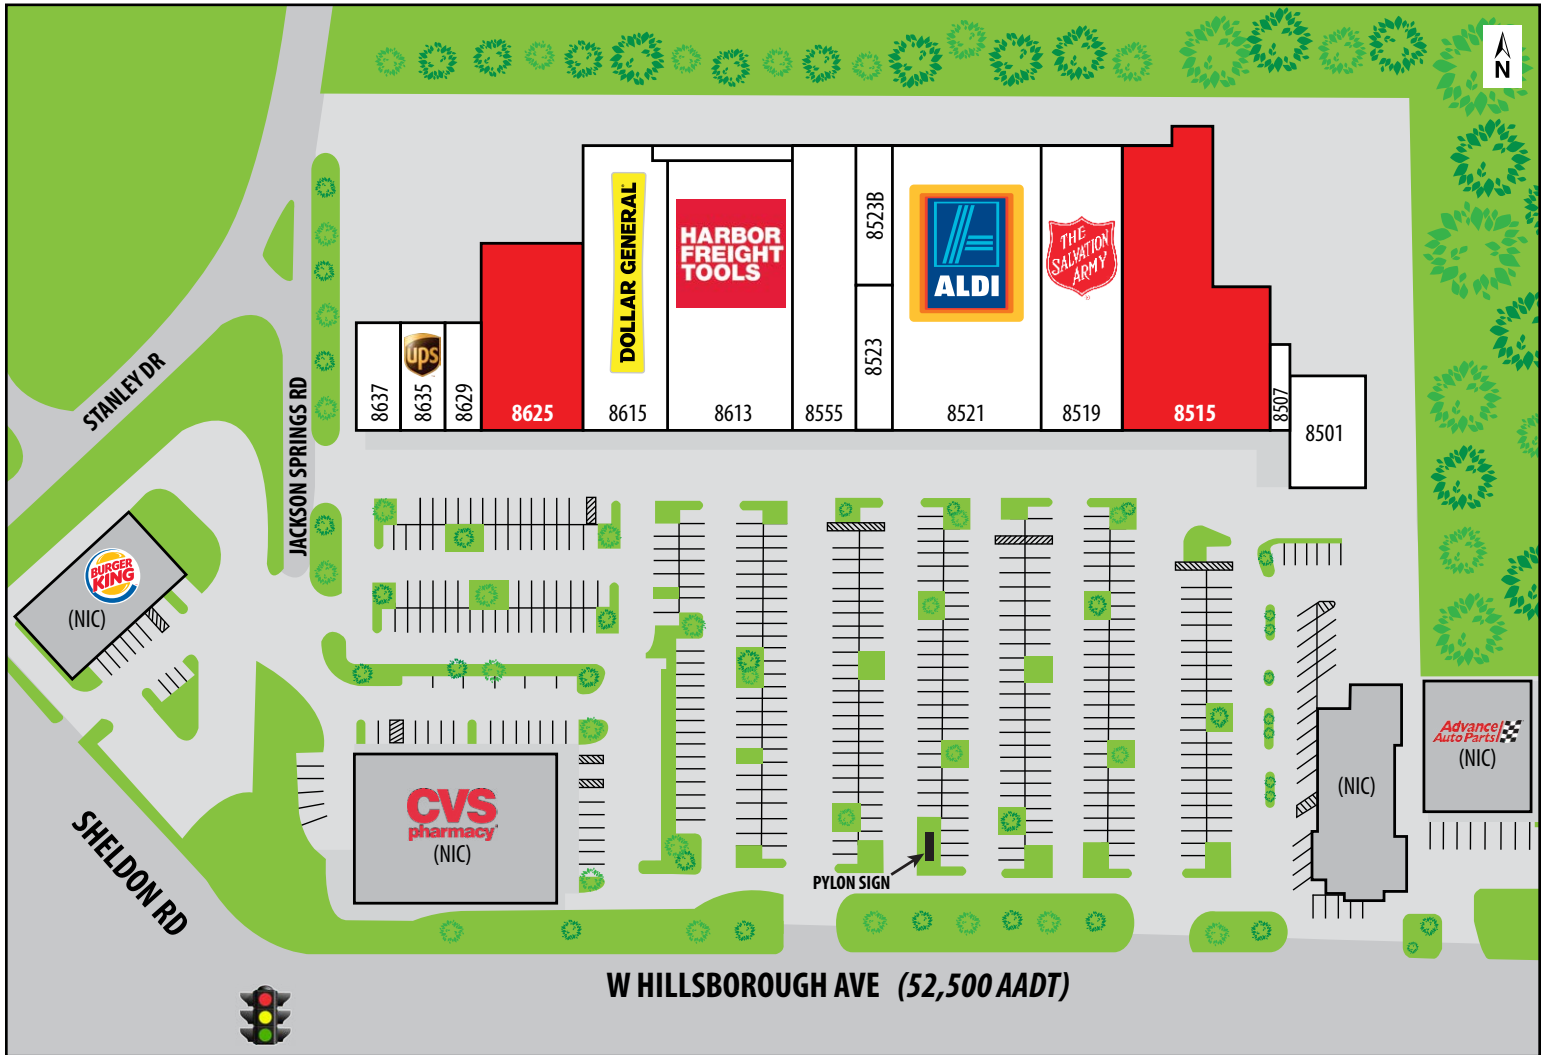 N
DOLLAR GENERAL
HARBOR
FREIGHT
TOOLS
8523B
ALDI
THE
SALVATION
ARMY
ups
8637
8635
8629
8625
8615
8613
8555
8523
8521
8519
8515
8507
8501
STANLEY DR
JACKSON SPRINGS RD
BURGER
KING
(NIC)
CVS
pharmacy
(NIC)
PYLON SIGN
(NIC)
Advance
Auto Parts
(NIC)
SHELDON RD
W HILLSBOROUGH AVE (52,500 AADT)